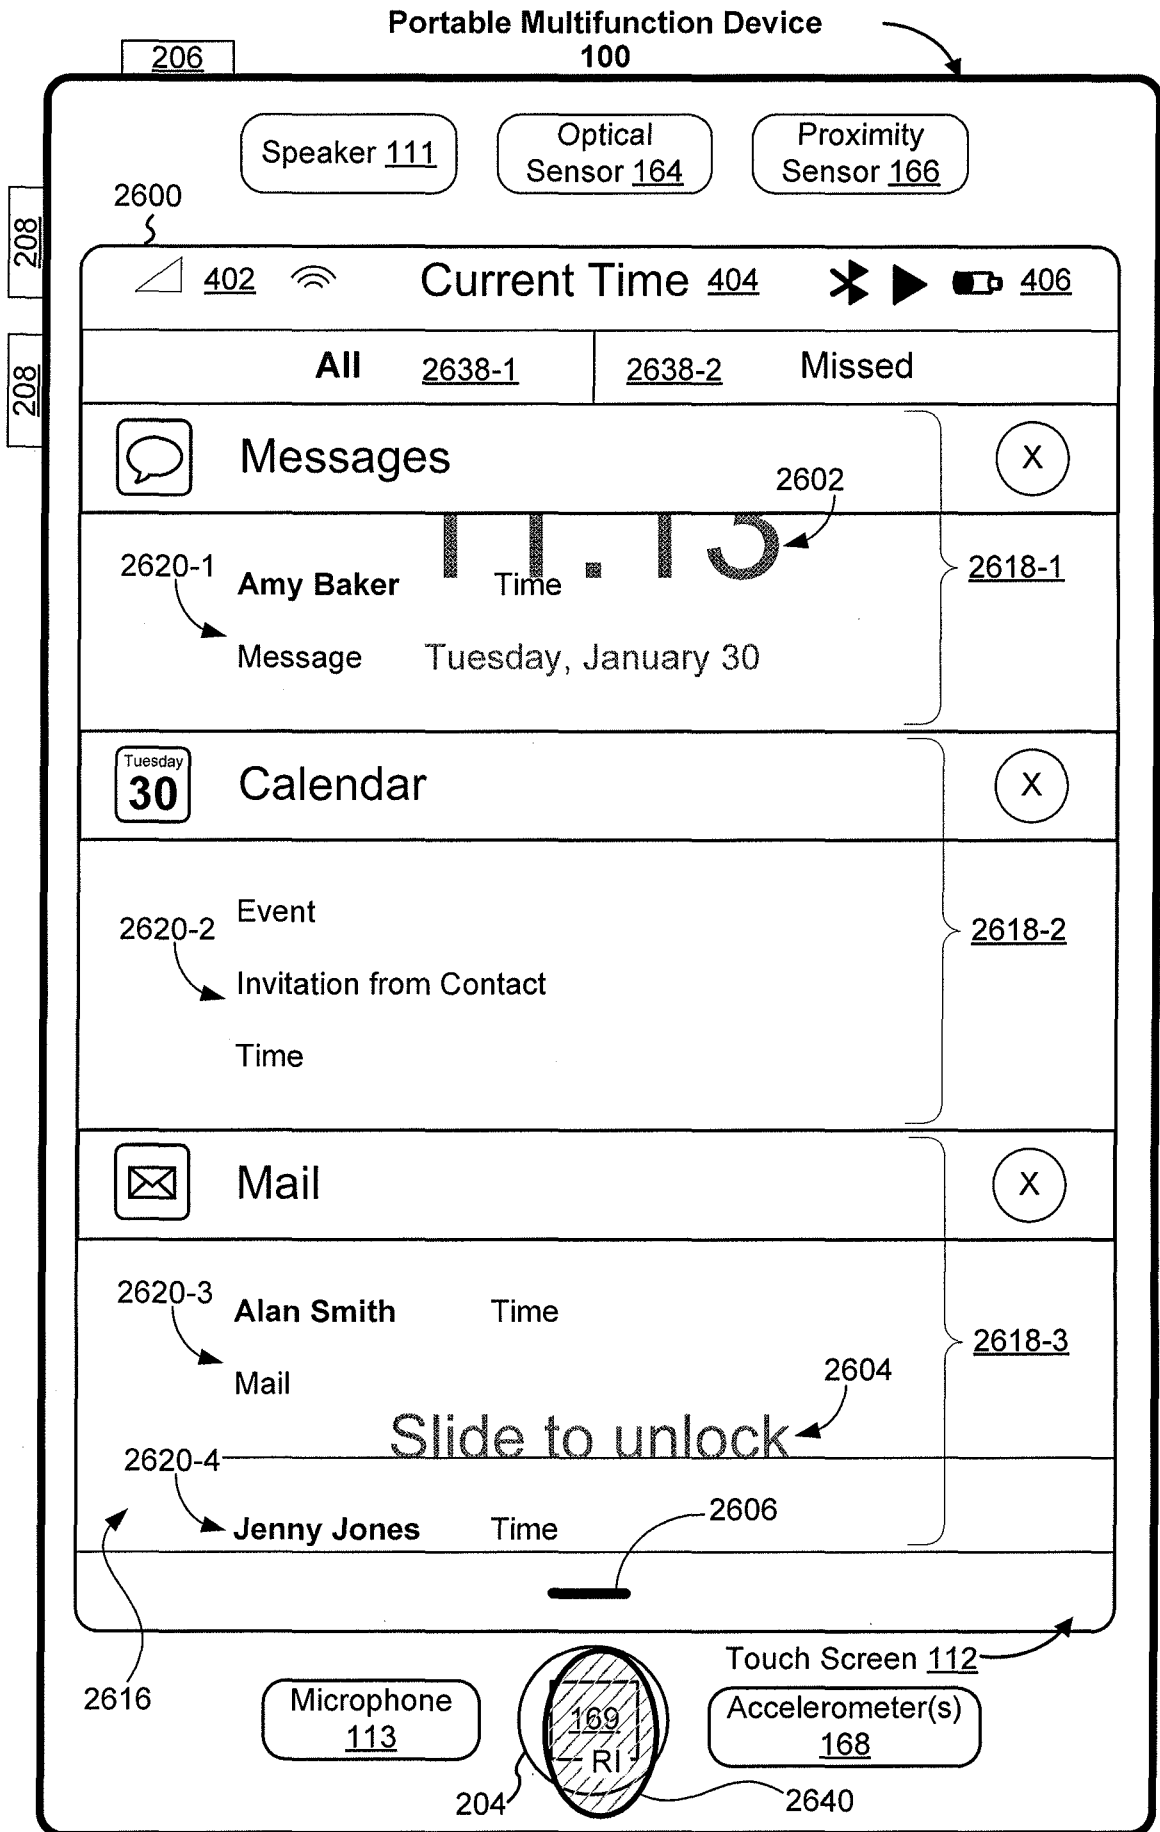 Portable Multifunction Device
100
206
Speaker 111
Optical
Sensor 164
Proximity
Sensor 166
2600
208
208
402
Current Time 404
406
All 2638-1
2638-2 Missed
Messages
X
2602
11:13
2620-1
Amy Baker Time
2618-1
Message Tuesday, January 30
Tuesday
30
Calendar
X
Event
2620-2
2618-2
Invitation from Contact
Time
Mail
X
2620-3
Alan Smith Time
2618-3
Mail
2604
Slide to unlock
2620-4
2606
Jenny Jones Time
2616
Touch Screen 112
Microphone
113
169
RI
Accelerometer(s)
168
204
2640